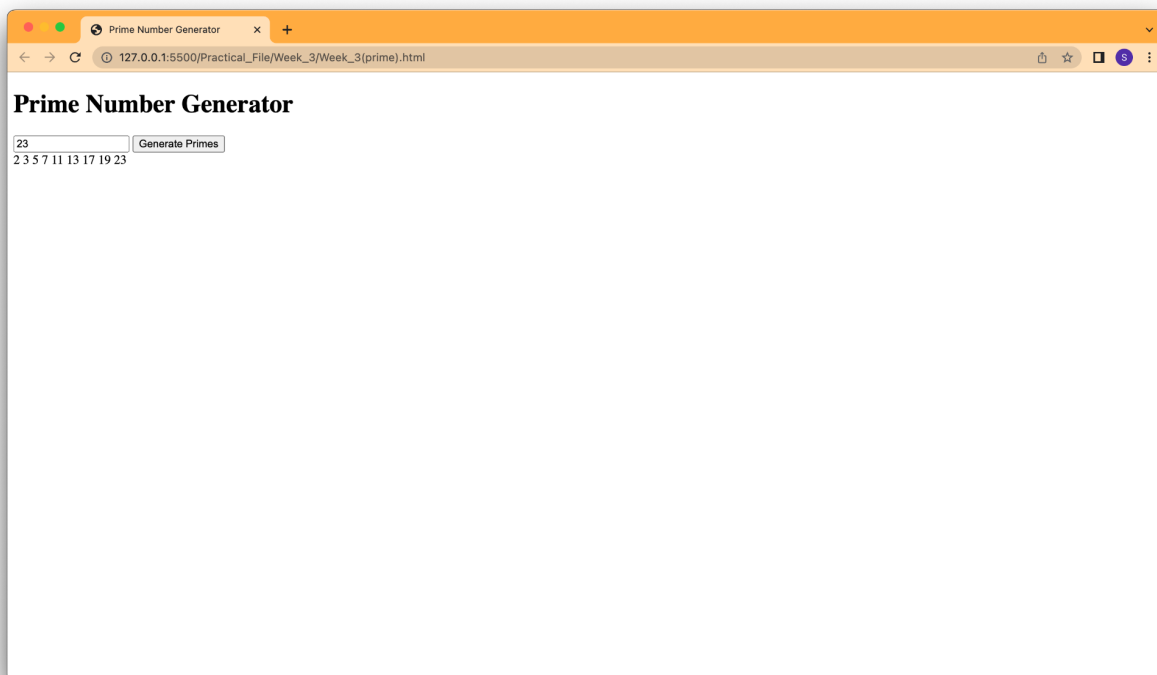 Prime Number Generator
127.0.0.1:5500/Practical_File/Week_3/Week_3(prime).html
S
Prime Number Generator
23 Generate Primes
2 3 5 7 11 13 17 19 23